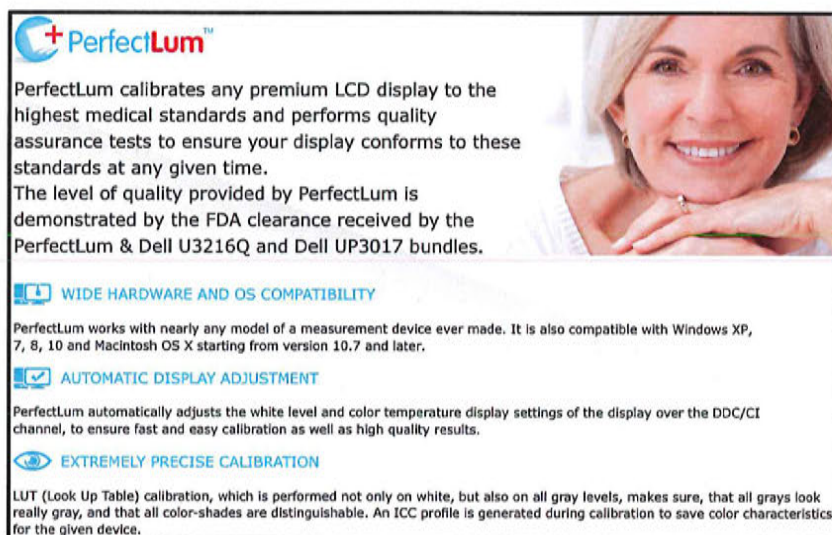 PerfectLum™
PerfectLum calibrates any premium LCD display to the
highest medical standards and performs quality
assurance tests to ensure your display conforms to these
standards at any given time.
The level of quality provided by PerfectLum is
demonstrated by the FDA clearance received by the
PerfectLum & Dell U3216Q and Dell UP3017 bundles.
WIDE HARDWARE AND OS COMPATIBILITY
PerfectLum works with nearly any model of a measurement device ever made. It is also compatible with Windows XP,
7, 8, 10 and Macintosh OS X starting from version 10.7 and later.
AUTOMATIC DISPLAY ADJUSTMENT
PerfectLum automatically adjusts the white level and color temperature display settings of the display over the DDC/CI
channel, to ensure fast and easy calibration as well as high quality results.
EXTREMELY PRECISE CALIBRATION
LUT (Look Up Table) calibration, which is performed not only on white, but also on all gray levels, makes sure, that all grays look
really gray, and that all color-shades are distinguishable. An ICC profile is generated during calibration to save color characteristics
for the given device.